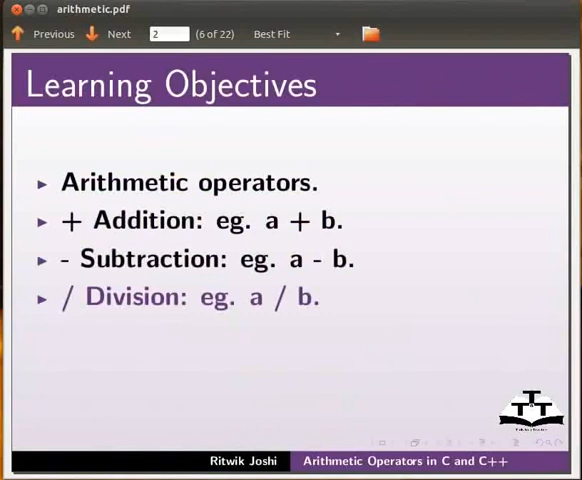 arithmetic.pdf
Previous Next 2 (6 of 22) Best Fit
Learning Objectives
Arithmetic operators.
+ Addition: eg. a + b.
- Subtraction: eg. a - b.
/ Division: eg. a / b.
Ritwik Joshi Arithmetic Operators in C and C++